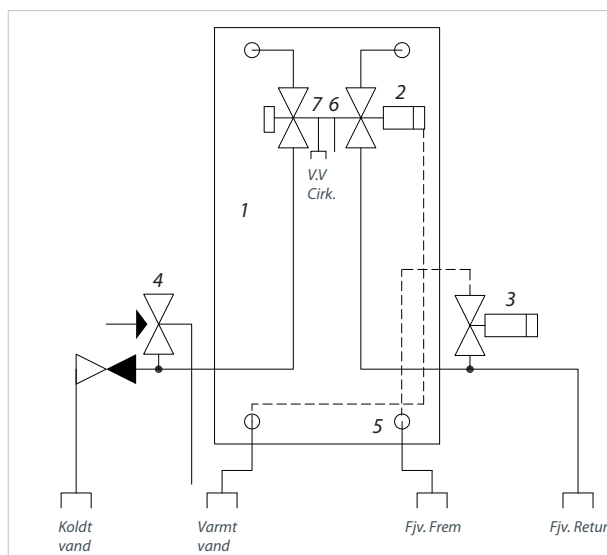 7 6
2
V.V
Cirk.
1
4
3
5
Koldt
vand
Varmt
vand
Fjv. Frem
Fjv. Retur